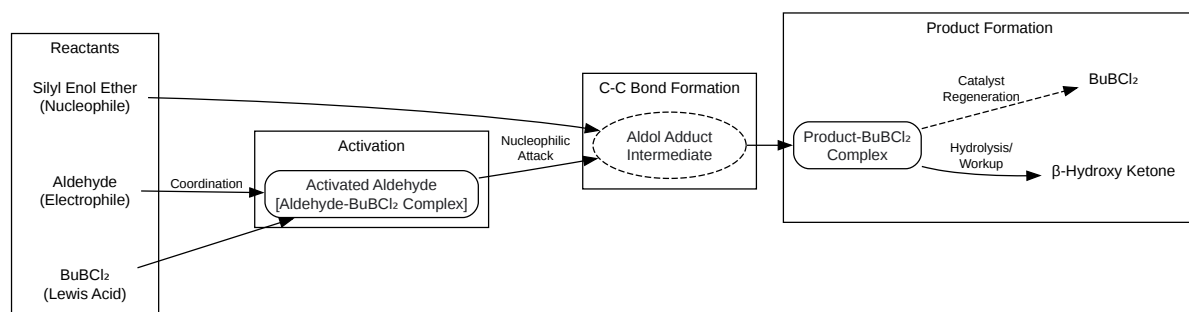 Reactants
Silyl Enol Ether
(Nucleophile)
Aldehyde
(Electrophile)
BuBCl₂
(Lewis Acid)
Coordination
Activation
Activated Aldehyde
[Aldehyde-BuBCl₂ Complex]
Nucleophilic
Attack
C-C Bond Formation
Aldol Adduct
Intermediate
Product Formation
Product-BuBCl₂
Complex
Catalyst
Regeneration
BuBCl₂
Hydrolysis/
Workup
β-Hydroxy Ketone